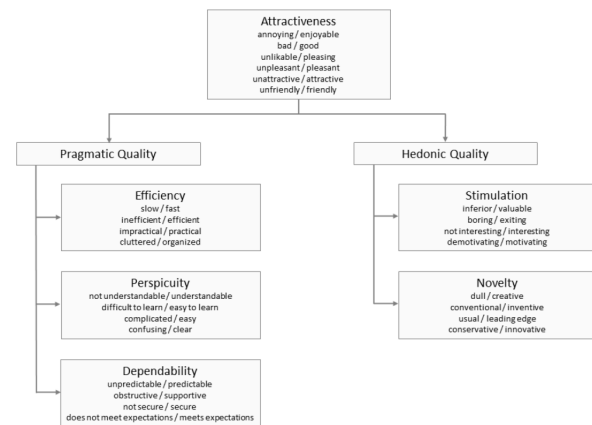 Attractiveness
annoying / enjoyable
bad / good
unlikable / pleasing
unpleasant / pleasant
unattractive / attractive
unfriendly / friendly
Pragmatic Quality
Efficiency
slow / fast
inefficient / efficient
impractical / practical
cluttered / organized
Perspicuity
not understandable / understandable
difficult to learn / easy to learn
complicated / easy
confusing / clear
Dependability
unpredictable / predictable
obstructive / supportive
not secure / secure
does not meet expectations / meets expectations
Hedonic Quality
Stimulation
inferior / valuable
boring / exiting
not interesting / interesting
demotivating / motivating
Novelty
dull / creative
conventional / inventive
usual / leading edge
conservative / innovative